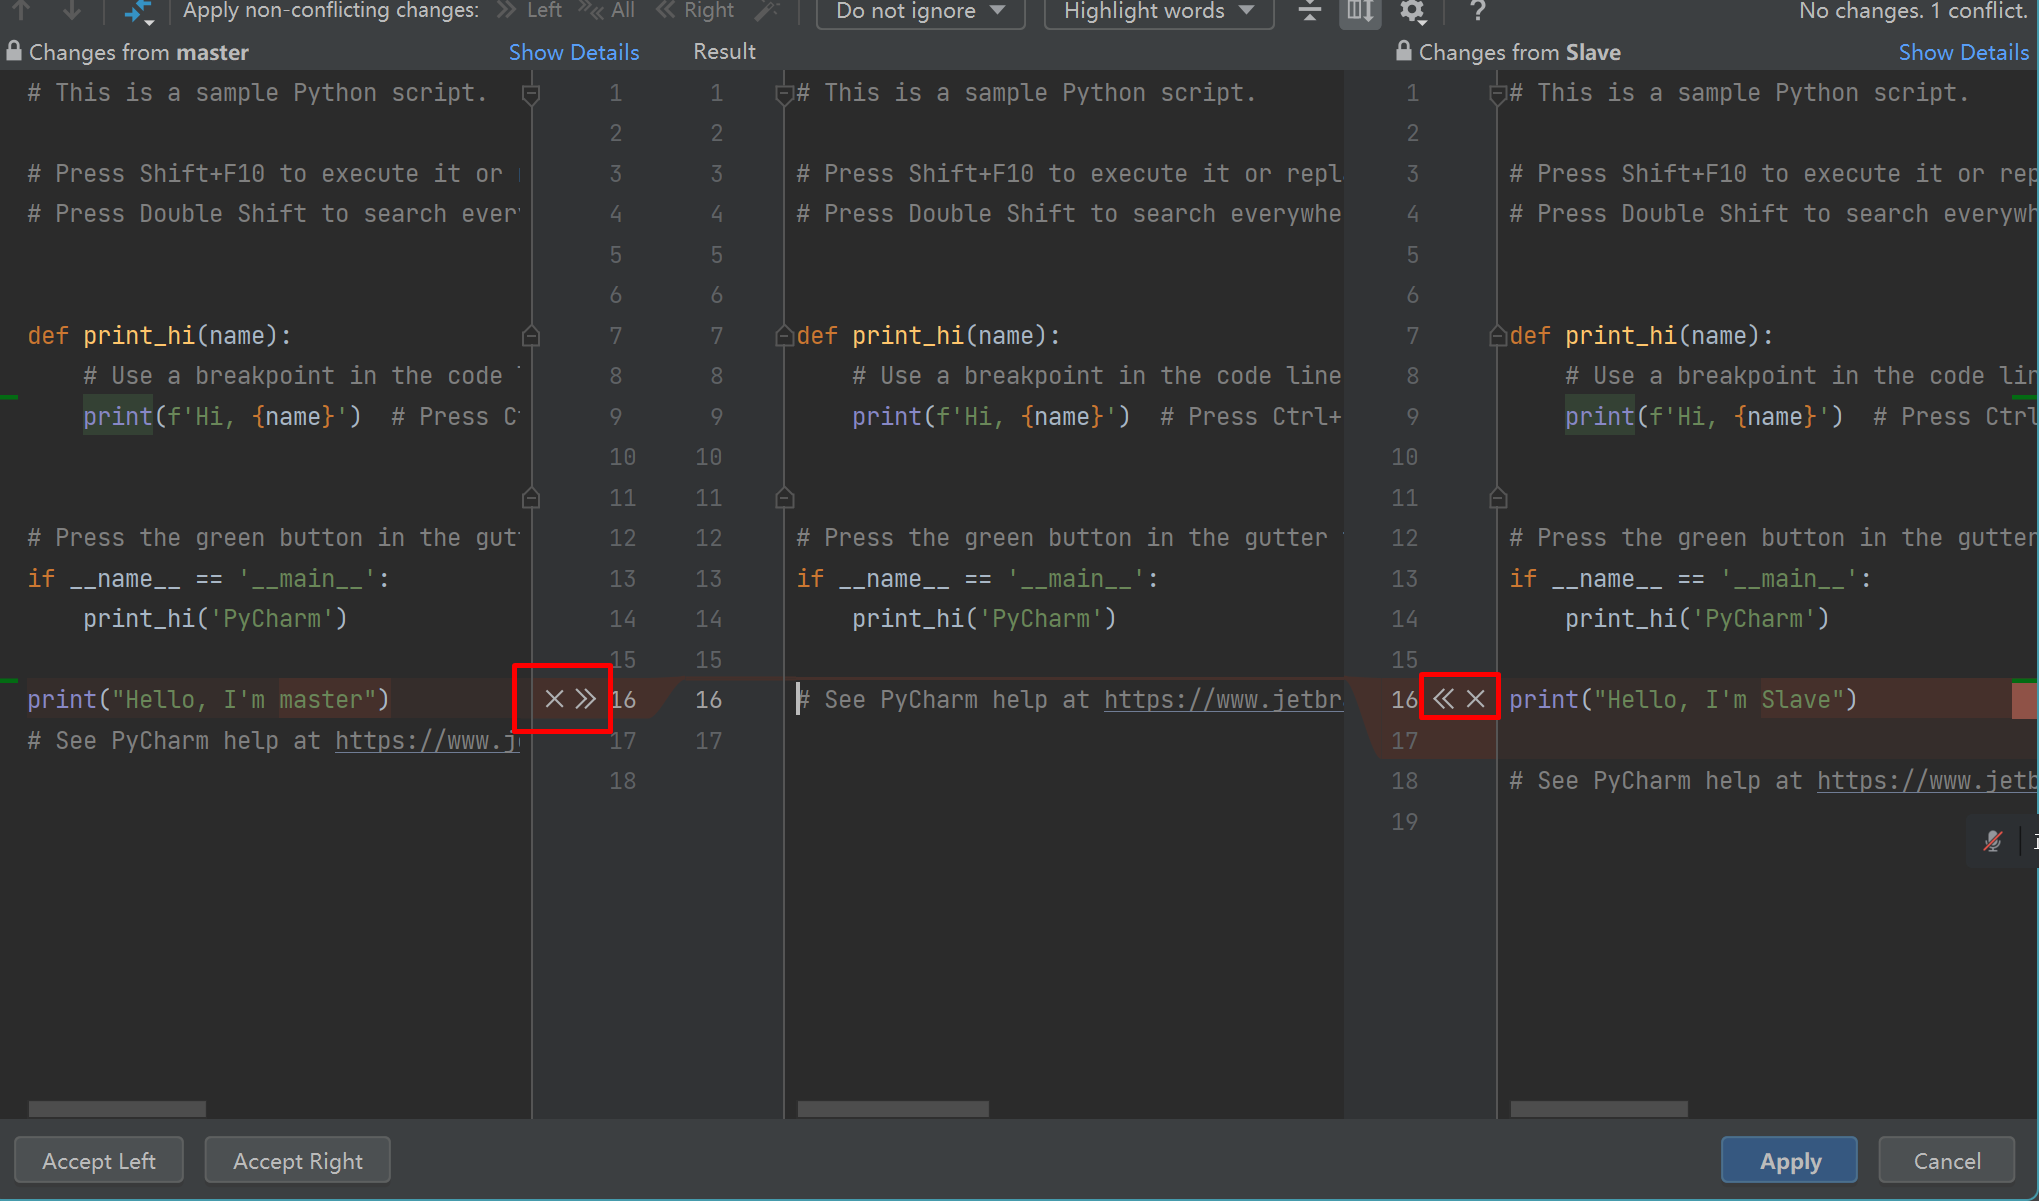 Apply non-conflicting changes: Left All Right Do not ignore Highlight words ? No changes. 1 conflict.
Changes from master Show Details Result Changes from Slave Show Details
# This is a sample Python script. 1 1 # This is a sample Python script. 1 # This is a sample Python script.
2 2 2
# Press Shift+F10 to execute it or 3 3 # Press Shift+F10 to execute it or repl 3 # Press Shift+F10 to execute it or rep
# Press Double Shift to search ever 4 4 # Press Double Shift to search everywhe 4 # Press Double Shift to search everywh
5 5 5
6 6 6
def print_hi(name): 7 7 def print_hi(name): 7 def print_hi(name):
# Use a breakpoint in the code 8 8 # Use a breakpoint in the code line 8 # Use a breakpoint in the code lin
print(f'Hi, {name}') # Press C 9 9 print(f'Hi, {name}') # Press Ctrl+ 9 print(f'Hi, {name}') # Press Ctrl
10 10 10
11 11 11
# Press the green button in the gut 12 12 # Press the green button in the gutter 12 # Press the green button in the gutter
if __name__ == '__main__': 13 13 if __name__ == '__main__': 13 if __name__ == '__main__':
print_hi('PyCharm') 14 14 print_hi('PyCharm') 14 print_hi('PyCharm')
15 15 15
print("Hello, I'm master") 16 16 # See PyCharm help at https://www.jetbr 16 print("Hello, I'm Slave")
# See PyCharm help at https://www.j 17 17 17
18 18 # See PyCharm help at https://www.jetb
19
Accept Left Accept Right Apply Cancel